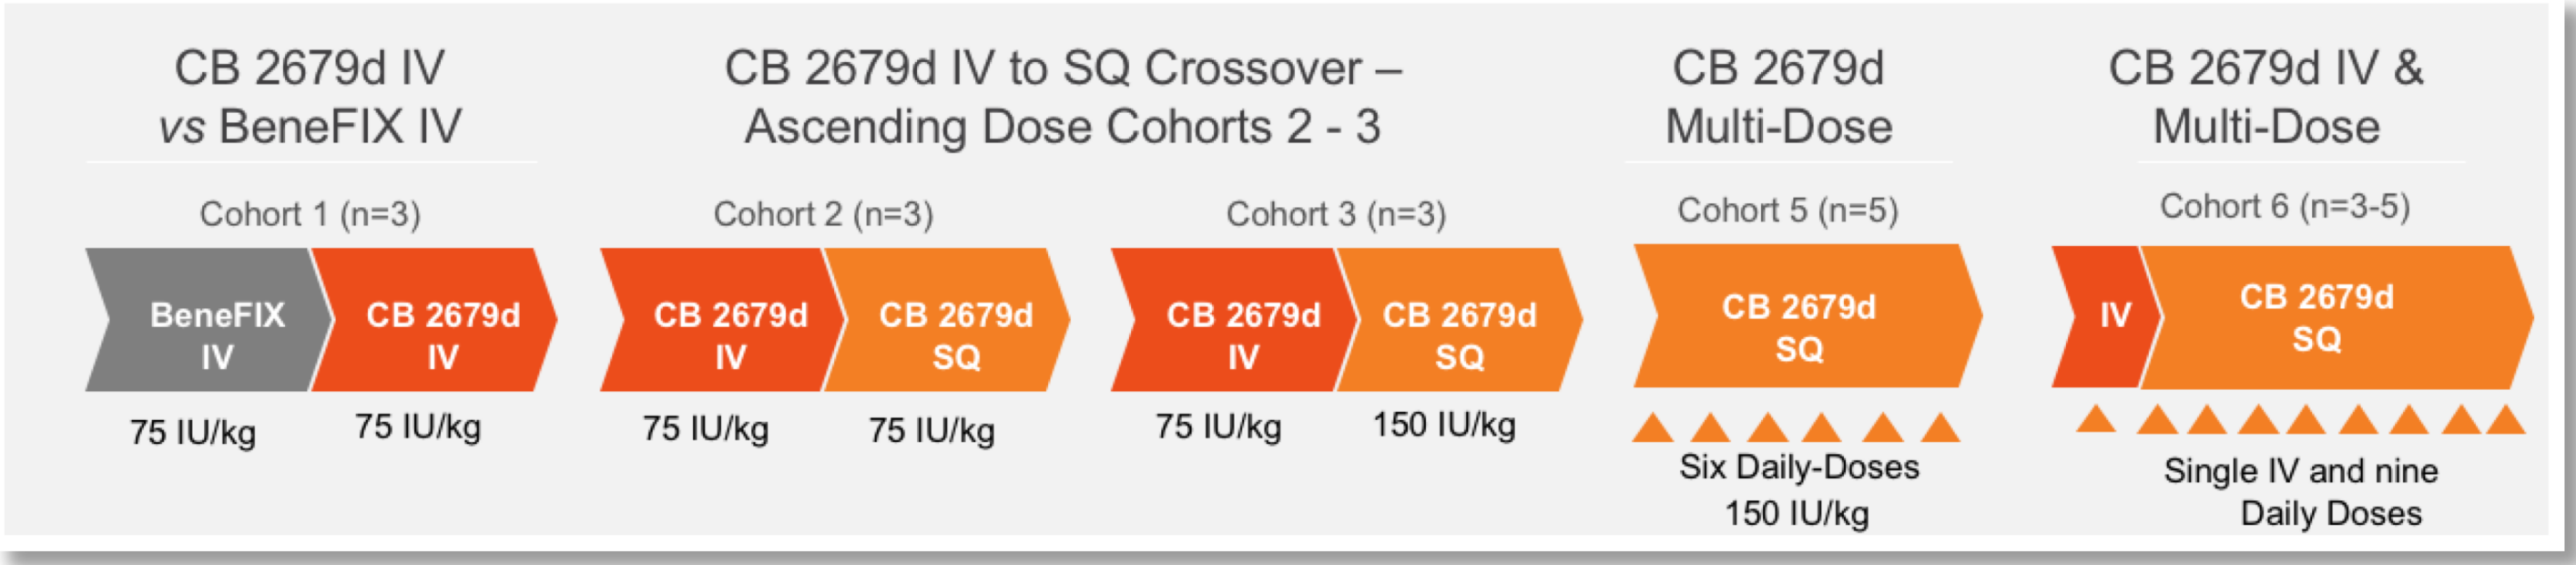 CB 2679d IV
vs BeneFIX IV
CB 2679d IV to SQ Crossover –
Ascending Dose Cohorts 2 - 3
CB 2679d
Multi-Dose
CB 2679d IV &
Multi-Dose
Cohort 1 (n=3)
Cohort 2 (n=3)
Cohort 3 (n=3)
Cohort 5 (n=5)
Cohort 6 (n=3-5)
BeneFIX
IV
CB 2679d
IV
CB 2679d
IV
CB 2679d
SQ
CB 2679d
IV
CB 2679d
SQ
CB 2679d
SQ
IV
CB 2679d
SQ
75 IU/kg
75 IU/kg
75 IU/kg
75 IU/kg
75 IU/kg
150 IU/kg
Six Daily-Doses
150 IU/kg
Single IV and nine
Daily Doses